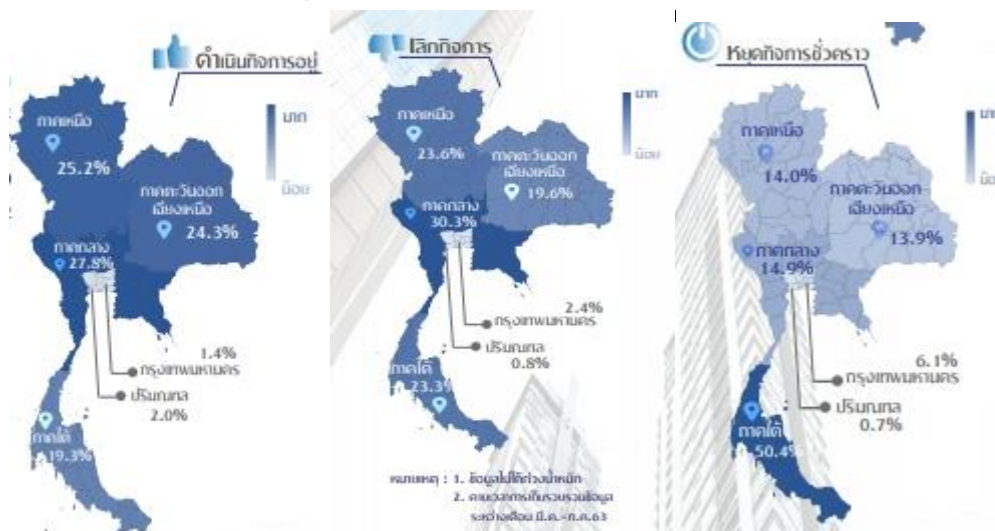 ดำเนินกิจการอยู่
มาก
น้อย
ภาคเหนือ
25.2%
ภาคตะวันออก
เฉียงเหนือ
24.3%
ภาคกลาง
27.8%
1.4%
กรุงเทพมหานคร
ปริมณฑล
2.0%
ภาคใต้
19.3%
เลิกกิจการ
มาก
น้อย
ภาคเหนือ
23.6%
ภาคตะวันออก
เฉียงเหนือ
19.6%
ภาคกลาง
30.3%
2.4%
กรุงเทพมหานคร
ปริมณฑล
0.8%
ภาคใต้
23.3%
หมายเหตุ : 1. ข้อมูลไม่ได้ถ่วงน้ำหนัก
2. คาบเวลาการเก็บรวบรวมข้อมูล
ระหว่างเดือน มี.ค.-ก.ค.63
หยุดกิจการชั่วคราว
ภาคเหนือ
14.0%
ภาคตะวันออก
เฉียงเหนือ
13.9%
ภาคกลาง
14.9%
6.1%
กรุงเทพมหานคร
ปริมณฑล
0.7%
ภาคใต้
50.4%